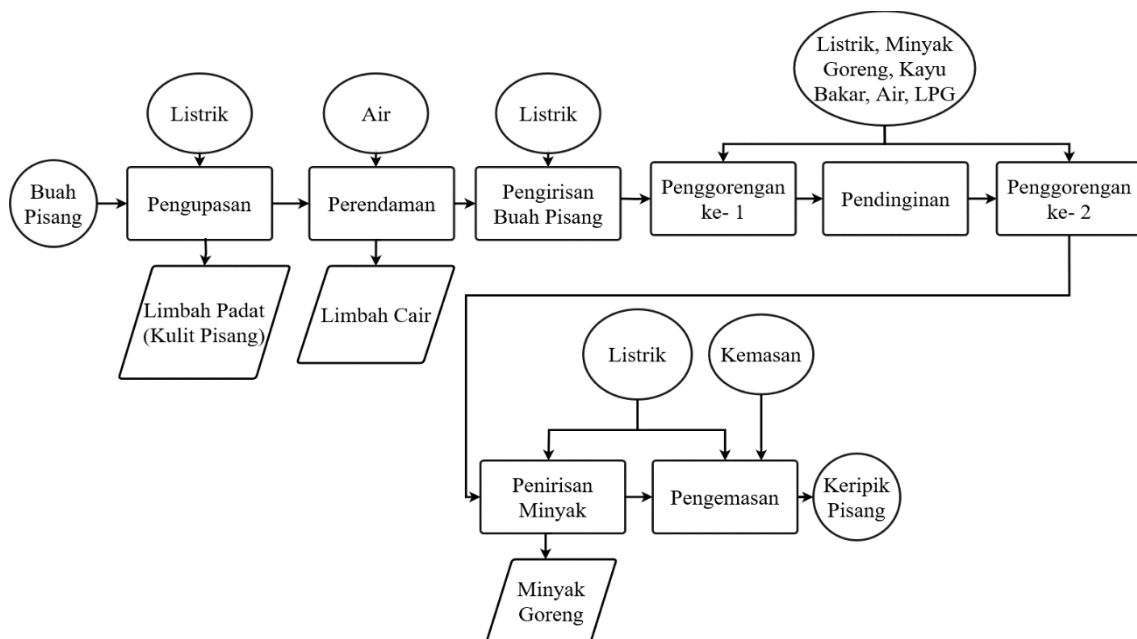 Listrik, Minyak
Goreng, Kayu
Bakar, Air, LPG
Listrik
Air
Listrik
Buah
Pisang
Pengupasan
Perendaman
Pengirisan
Buah Pisang
Penggorengan
ke- 1
Pendinginan
Penggorengan
ke- 2
Limbah Padat
(Kulit Pisang)
Limbah Cair
Listrik
Kemasan
Penirisan
Minyak
Pengemasan
Keripik
Pisang
Minyak
Goreng